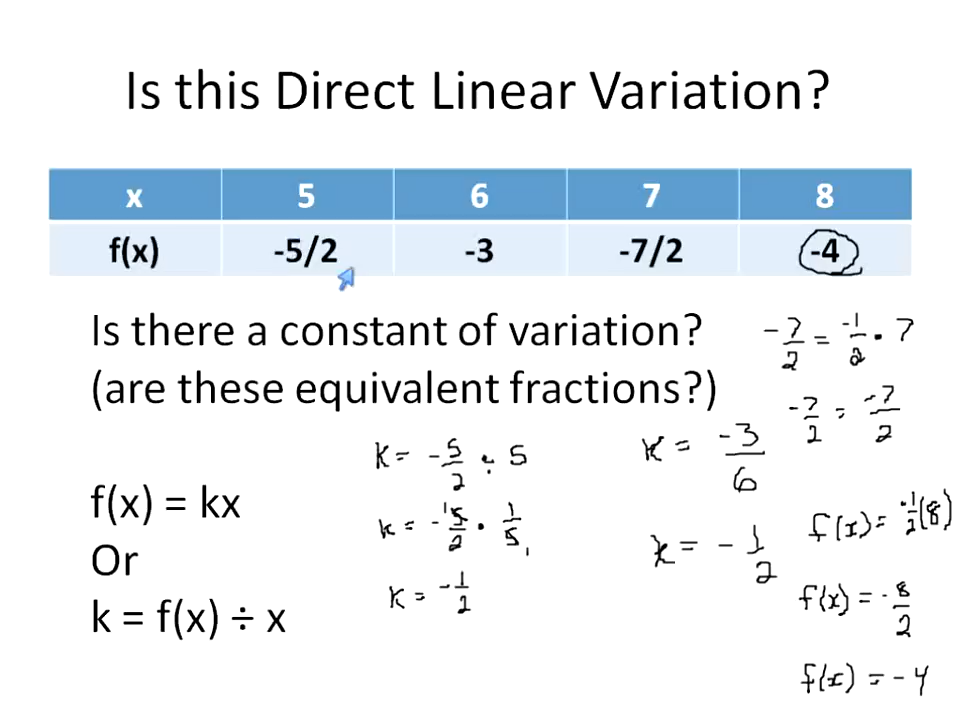 Is this Direct Linear Variation?
x 5 6 7 8
f(x) -5/2 -3 -7/2 -4
Is there a constant of variation?
(are these equivalent fractions?)
f(x) = kx
Or
k = f(x) ÷ x
k = -5/2 ÷ 5
k = -5/2 · 1/5
k = -1/2
k = -3/6
k = -1/2
-7/2 = -1/2 · 7
-7/2 = -7/2
f(x) = -1/2(8)
f(x) = -8/2
f(x) = -4